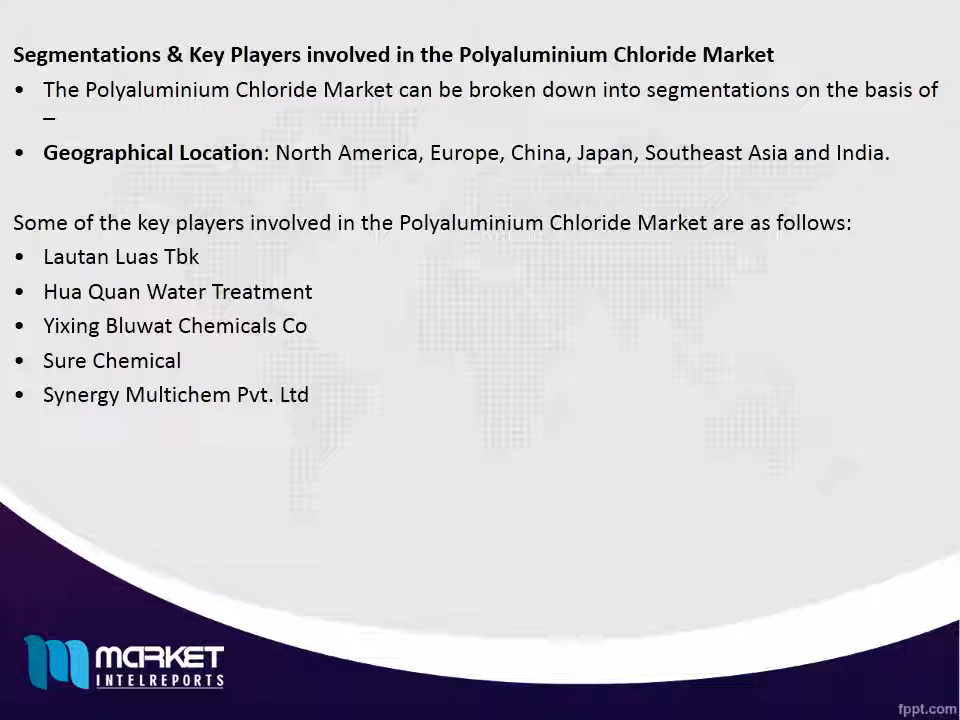 Segmentations & Key Players involved in the Polyaluminium Chloride Market
• The Polyaluminium Chloride Market can be broken down into segmentations on the basis of
–
• Geographical Location: North America, Europe, China, Japan, Southeast Asia and India.
Some of the key players involved in the Polyaluminium Chloride Market are as follows:
• Lautan Luas Tbk
• Hua Quan Water Treatment
• Yixing Bluwat Chemicals Co
• Sure Chemical
• Synergy Multichem Pvt. Ltd
MARKET
INTELREPORTS
fppt.com